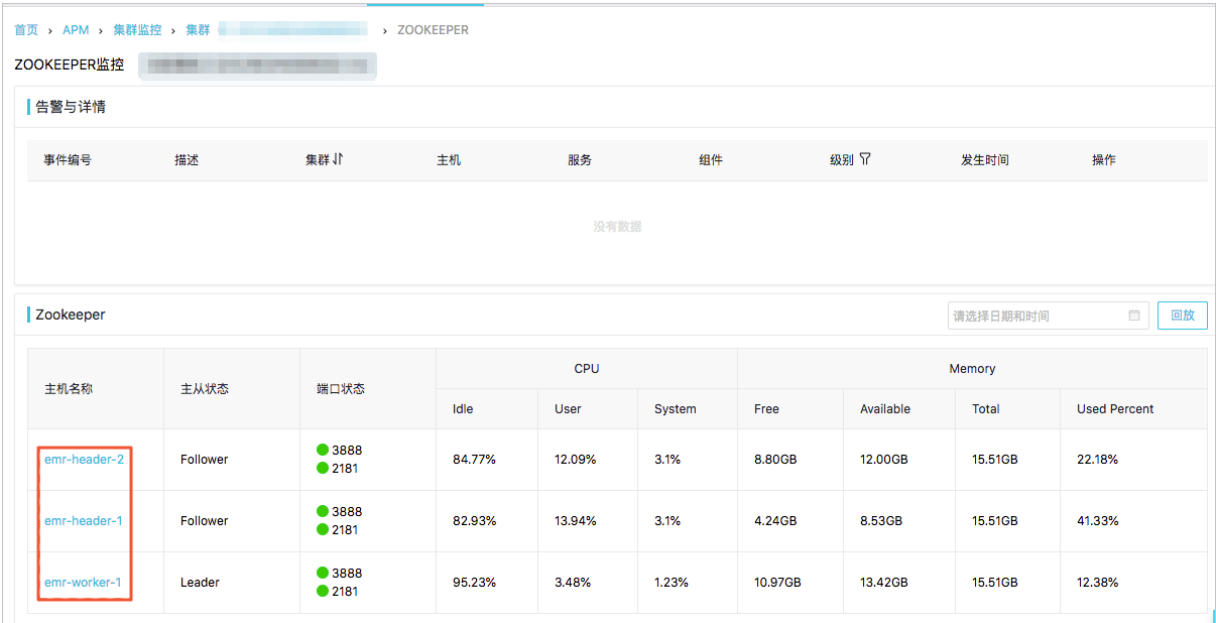 首页 › APM › 集群监控 › 集群 › ZOOKEEPER
ZOOKEEPER监控
告警与详情
事件编号 描述 集群 主机 服务 组件 级别 发生时间 操作
没有数据
Zookeeper 请选择日期和时间 回放
主机名称 主从状态 端口状态 CPU Memory
Idle User System Free Available Total Used Percent
emr-header-2 Follower 3888 2181 84.77% 12.09% 3.1% 8.80GB 12.00GB 15.51GB 22.18%
emr-header-1 Follower 3888 2181 82.93% 13.94% 3.1% 4.24GB 8.53GB 15.51GB 41.33%
emr-worker-1 Leader 3888 2181 95.23% 3.48% 1.23% 10.97GB 13.42GB 15.51GB 12.38%